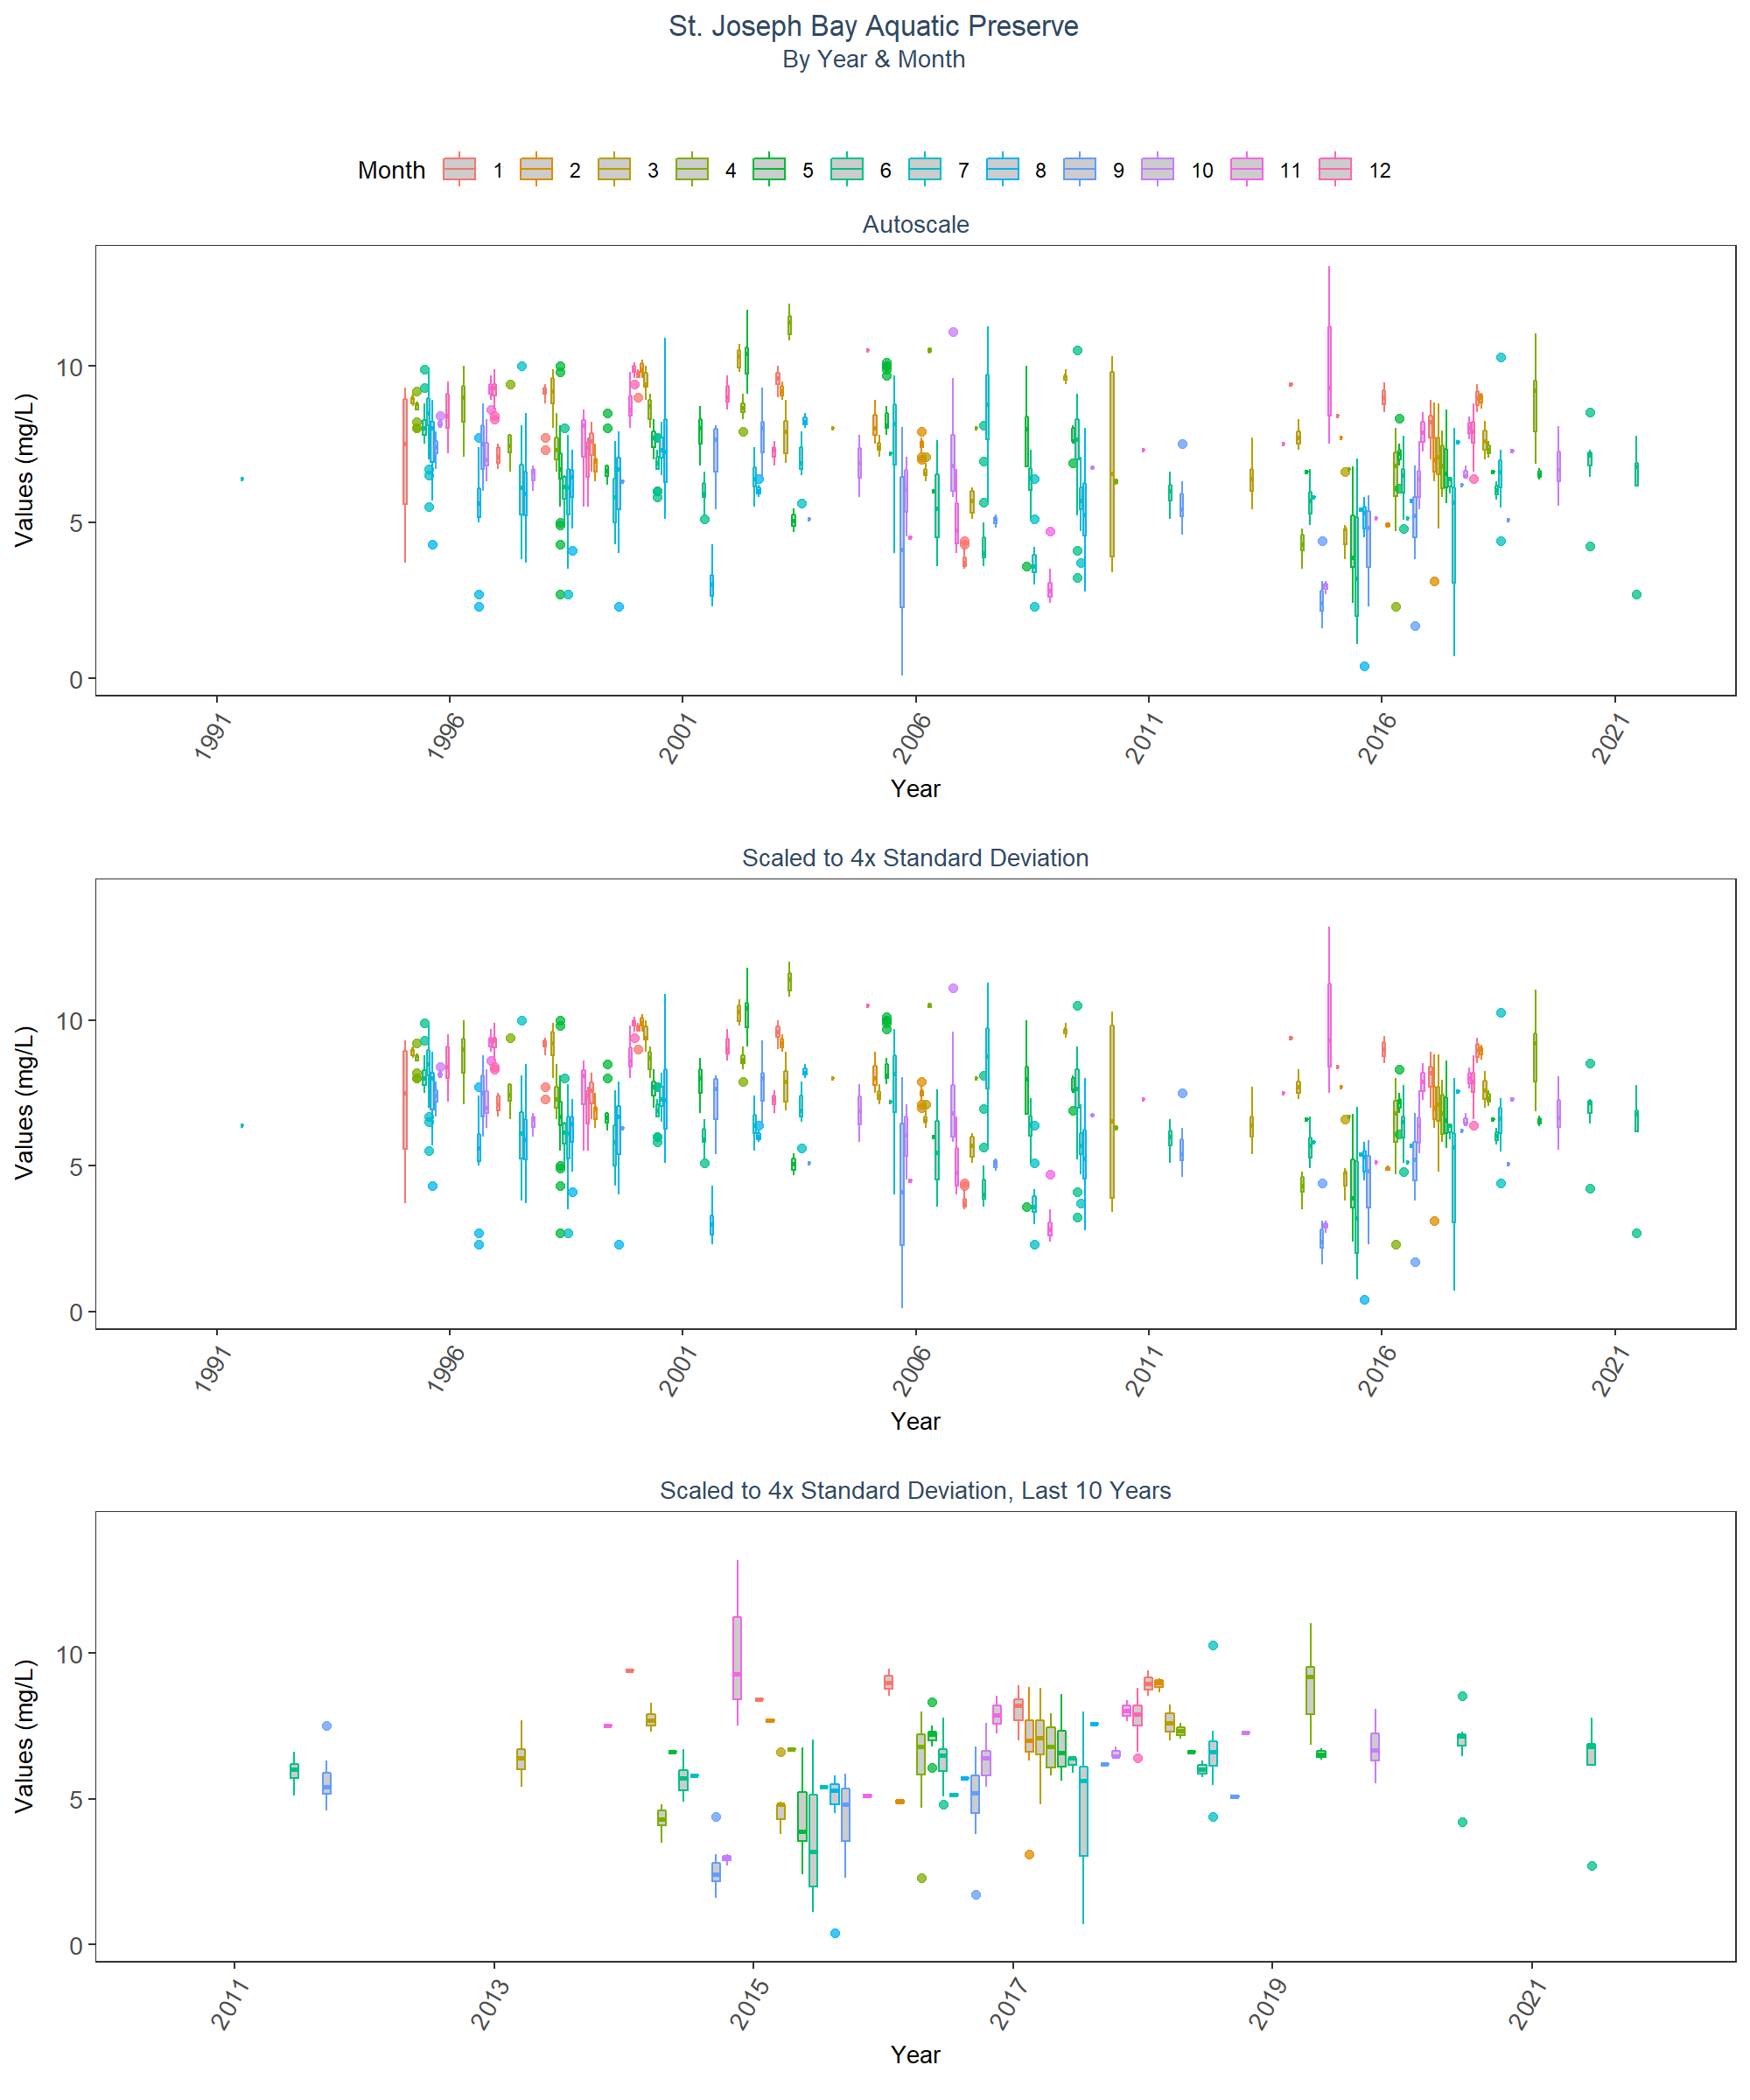 St. Joseph Bay Aquatic Preserve
By Year & Month
Month 1 2 3 4 5 6 7 8 9 10 11 12
Autoscale
Values (mg/L)
10
5
0
1991 1996 2001 2006 2011 2016 2021
Year
Scaled to 4x Standard Deviation
Values (mg/L)
10
5
0
1991 1996 2001 2006 2011 2016 2021
Year
Scaled to 4x Standard Deviation, Last 10 Years
Values (mg/L)
10
5
0
2011 2013 2015 2017 2019 2021
Year